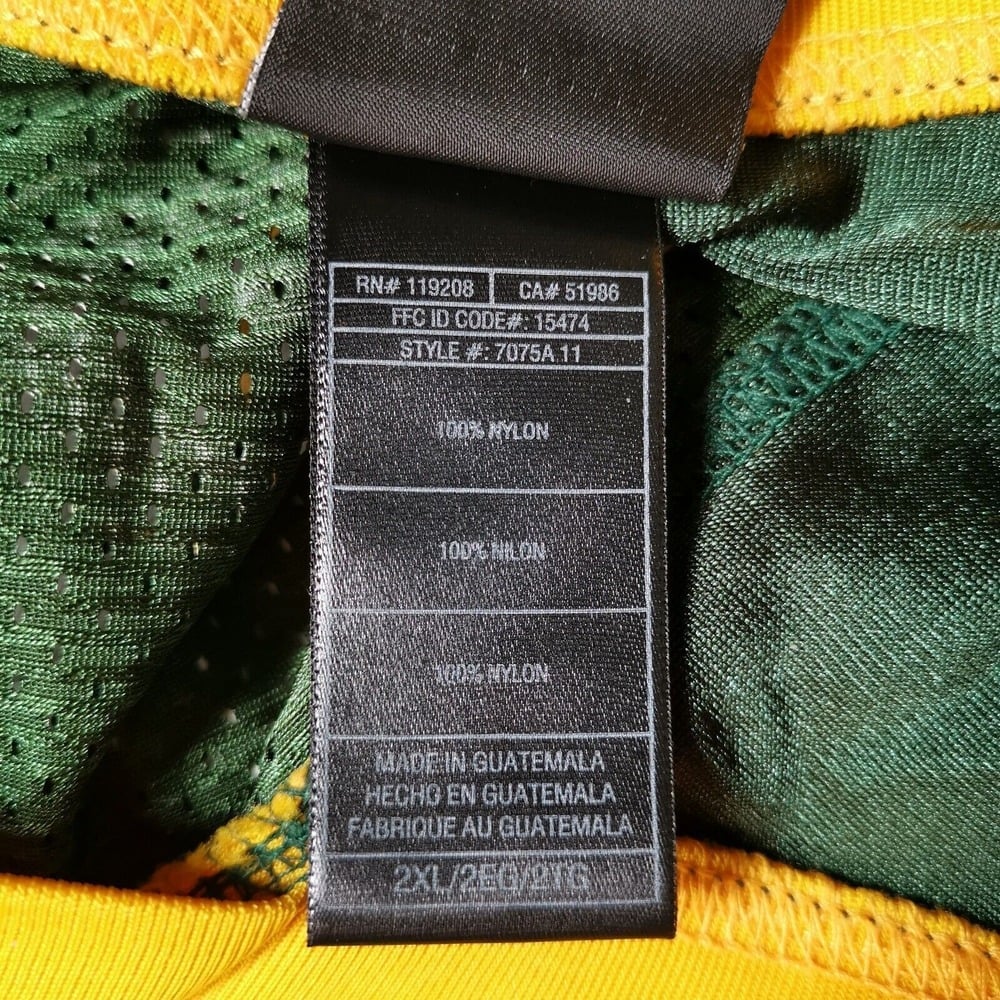 RN# 119208 CA# 51986
FFC ID CODE#: 15474
STYLE #: 7075A 11
100% NYLON
100% NILON
100% NYLON
MADE IN GUATEMALA
HECHO EN GUATEMALA
FABRIQUE AU GUATEMALA
2XL/2EG/2TG